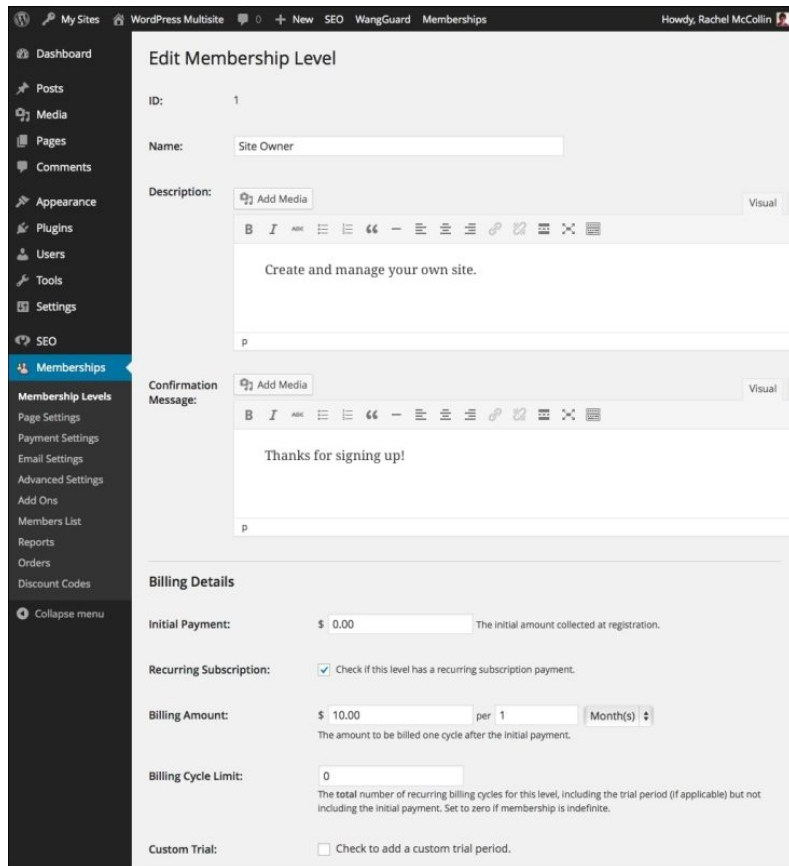 My Sites WordPress Multisite 0 + New SEO WangGuard Memberships Howdy, Rachel McCollin
Dashboard
Posts
Media
Pages
Comments
Appearance
Plugins
Users
Tools
Settings
SEO
Memberships
Membership Levels
Page Settings
Payment Settings
Email Settings
Advanced Settings
Add Ons
Members List
Reports
Orders
Discount Codes
Collapse menu
Edit Membership Level
ID: 1
Name: Site Owner
Description: Add Media Visual
B I ABC
Create and manage your own site.
p
Confirmation Message: Add Media Visual
B I ABC
Thanks for signing up!
p
Billing Details
Initial Payment: $ 0.00 The initial amount collected at registration.
Recurring Subscription: Check if this level has a recurring subscription payment.
Billing Amount: $ 10.00 per 1 Month(s)
The amount to be billed one cycle after the initial payment.
Billing Cycle Limit: 0
The total number of recurring billing cycles for this level, including the trial period (if applicable) but not
including the initial payment. Set to zero if membership is indefinite.
Custom Trial: Check to add a custom trial period.